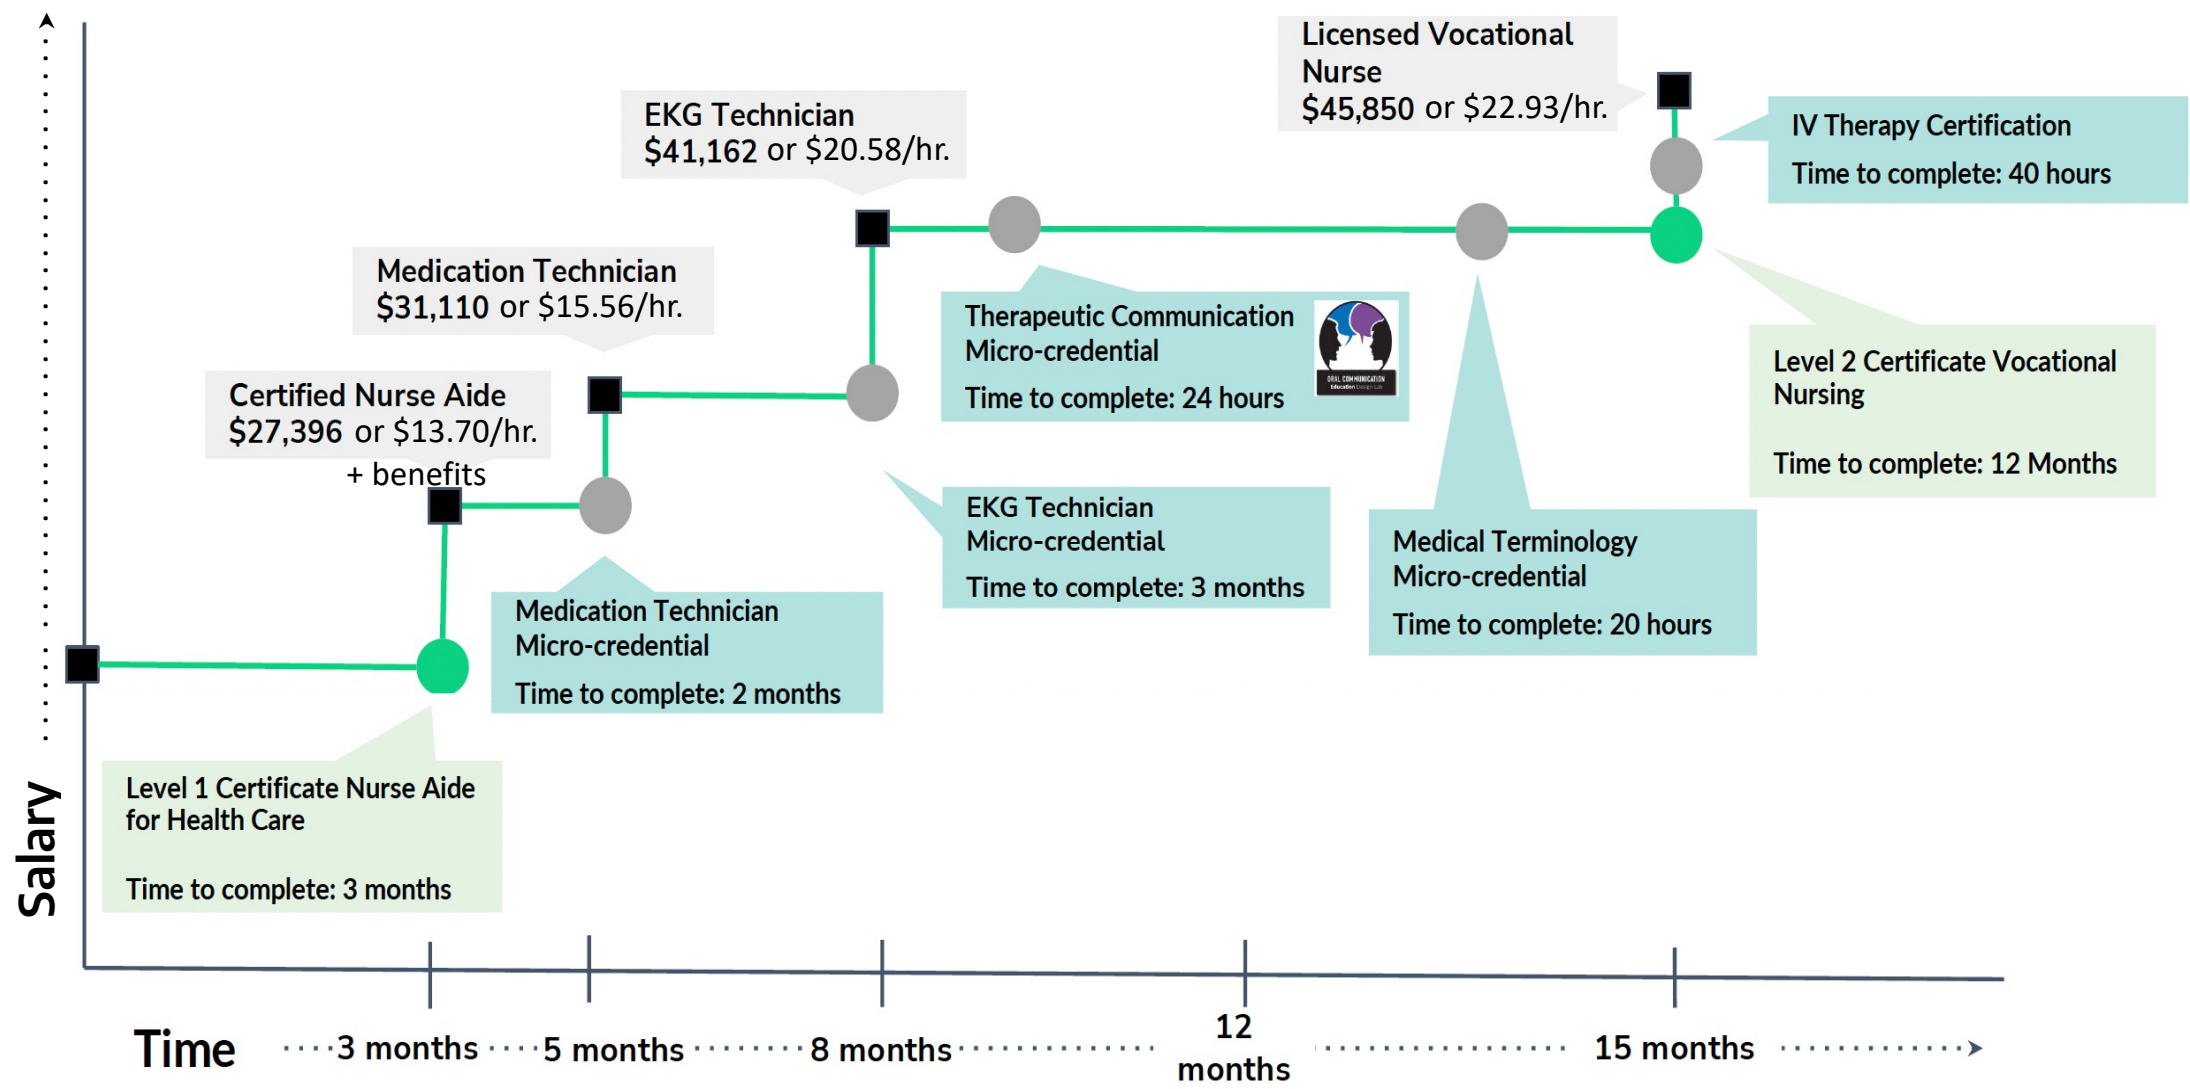 Licensed Vocational
Nurse
$45,850 or $22.93/hr.
EKG Technician
$41,162 or $20.58/hr.
IV Therapy Certification
Time to complete: 40 hours
Medication Technician
$31,110 or $15.56/hr.
Therapeutic Communication
Micro-credential
Time to complete: 24 hours
ORAL COMMUNICATION
Education Design Lab
Level 2 Certificate Vocational
Nursing
Time to complete: 12 Months
Certified Nurse Aide
$27,396 or $13.70/hr.
+ benefits
EKG Technician
Micro-credential
Time to complete: 3 months
Medical Terminology
Micro-credential
Time to complete: 20 hours
Medication Technician
Micro-credential
Time to complete: 2 months
Level 1 Certificate Nurse Aide
for Health Care
Time to complete: 3 months
Salary
Time
3 months
5 months
8 months
12
months
15 months